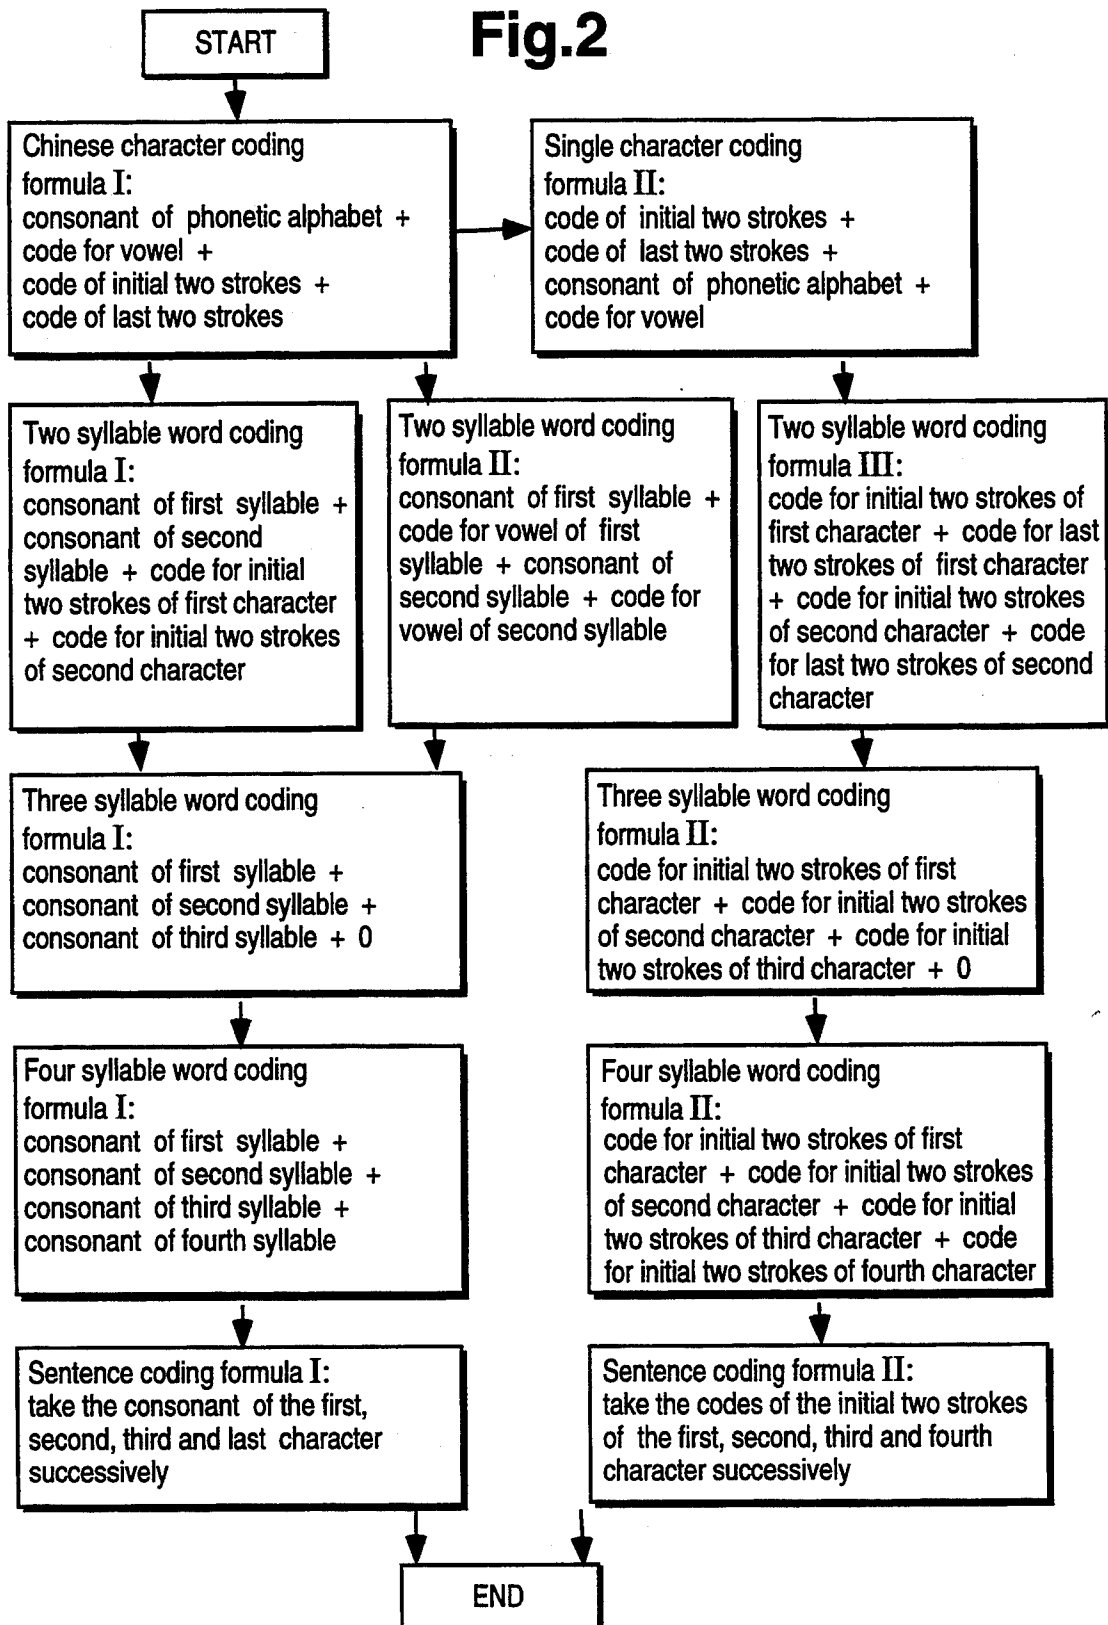 Fig.2
START
Chinese character coding
formula I:
consonant of phonetic alphabet +
code for vowel +
code of initial two strokes +
code of last two strokes
Single character coding
formula II:
code of initial two strokes +
code of last two strokes +
consonant of phonetic alphabet +
code for vowel
Two syllable word coding
formula I:
consonant of first syllable +
consonant of second
syllable + code for initial
two strokes of first character
+ code for initial two strokes
of second character
Two syllable word coding
formula II:
consonant of first syllable +
code for vowel of first
syllable + consonant of
second syllable + code for
vowel of second syllable
Two syllable word coding
formula III:
code for initial two strokes of
first character + code for last
two strokes of first character
+ code for initial two strokes
of second character + code
for last two strokes of second
character
Three syllable word coding
formula I:
consonant of first syllable +
consonant of second syllable +
consonant of third syllable + 0
Three syllable word coding
formula II:
code for initial two strokes of first
character + code for initial two strokes
of second character + code for initial
two strokes of third character + 0
Four syllable word coding
formula I:
consonant of first syllable +
consonant of second syllable +
consonant of third syllable +
consonant of fourth syllable
Four syllable word coding
formula II:
code for initial two strokes of first
character + code for initial two strokes
of second character + code for initial
two strokes of third character + code
for initial two strokes of fourth character
Sentence coding formula I:
take the consonant of the first,
second, third and last character
successively
Sentence coding formula II:
take the codes of the initial two strokes
of the first, second, third and fourth
character successively
END